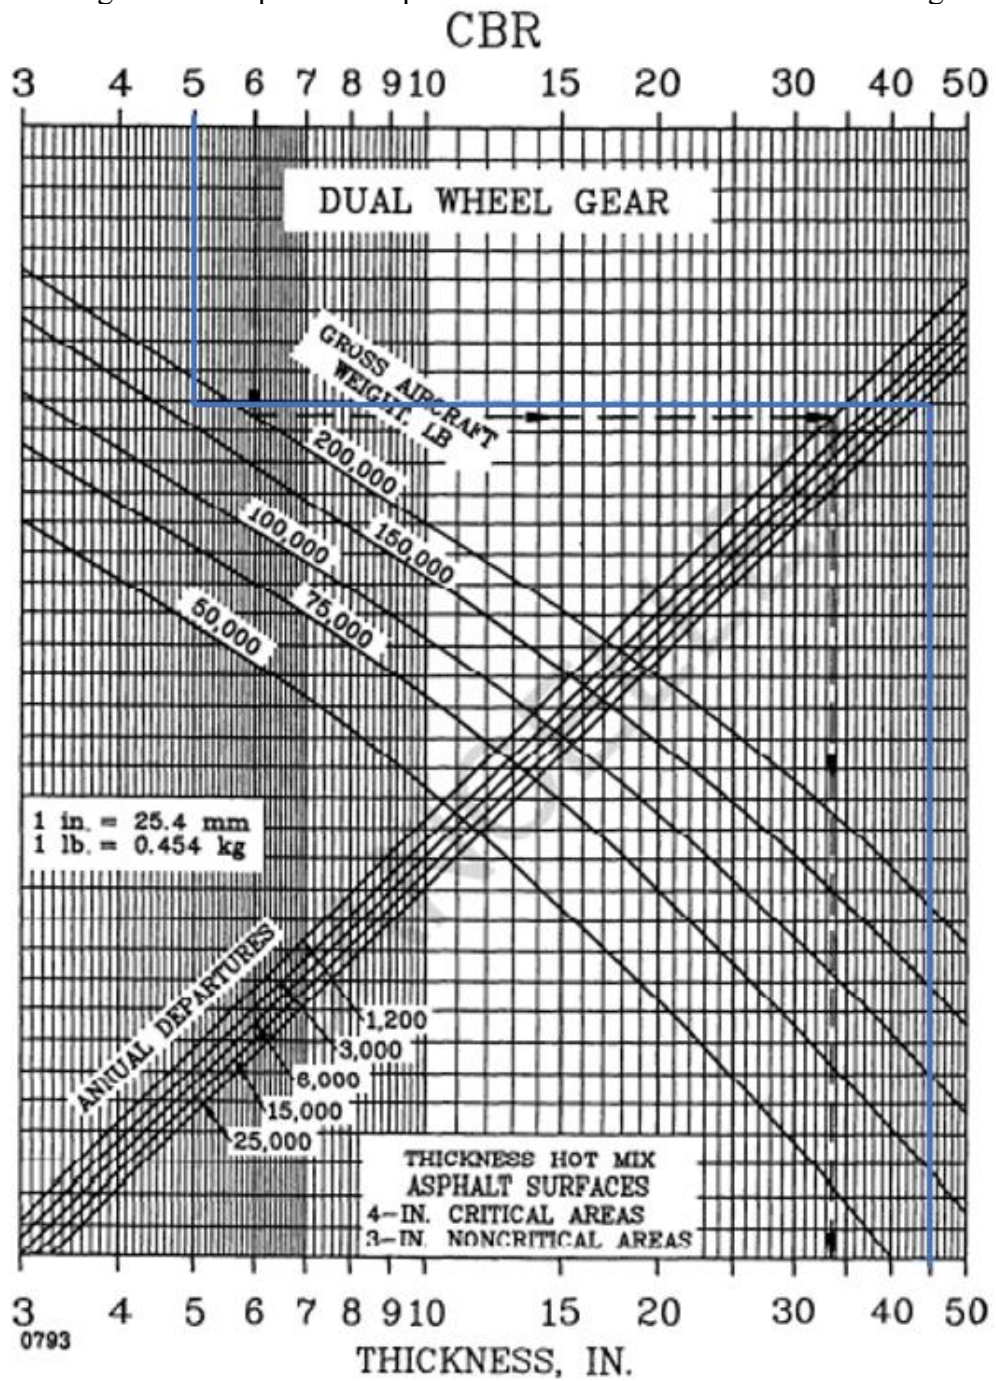 CBR
3 4 5 6 7 8 9 10 15 20 30 40 50
DUAL WHEEL GEAR
GROSS AIRCRAFT
WEIGHT, LB
200,000
150,000
100,000
75,000
50,000
1 in. = 25.4 mm
1 lb. = 0.454 kg
ANNUAL DEPARTURES
1,200
3,000
6,000
15,000
25,000
THICKNESS HOT MIX
ASPHALT SURFACES
4-IN. CRITICAL AREAS
3-IN. NONCRITICAL AREAS
3 4 5 6 7 8 9 10 15 20 30 40 50
0793
THICKNESS, IN.